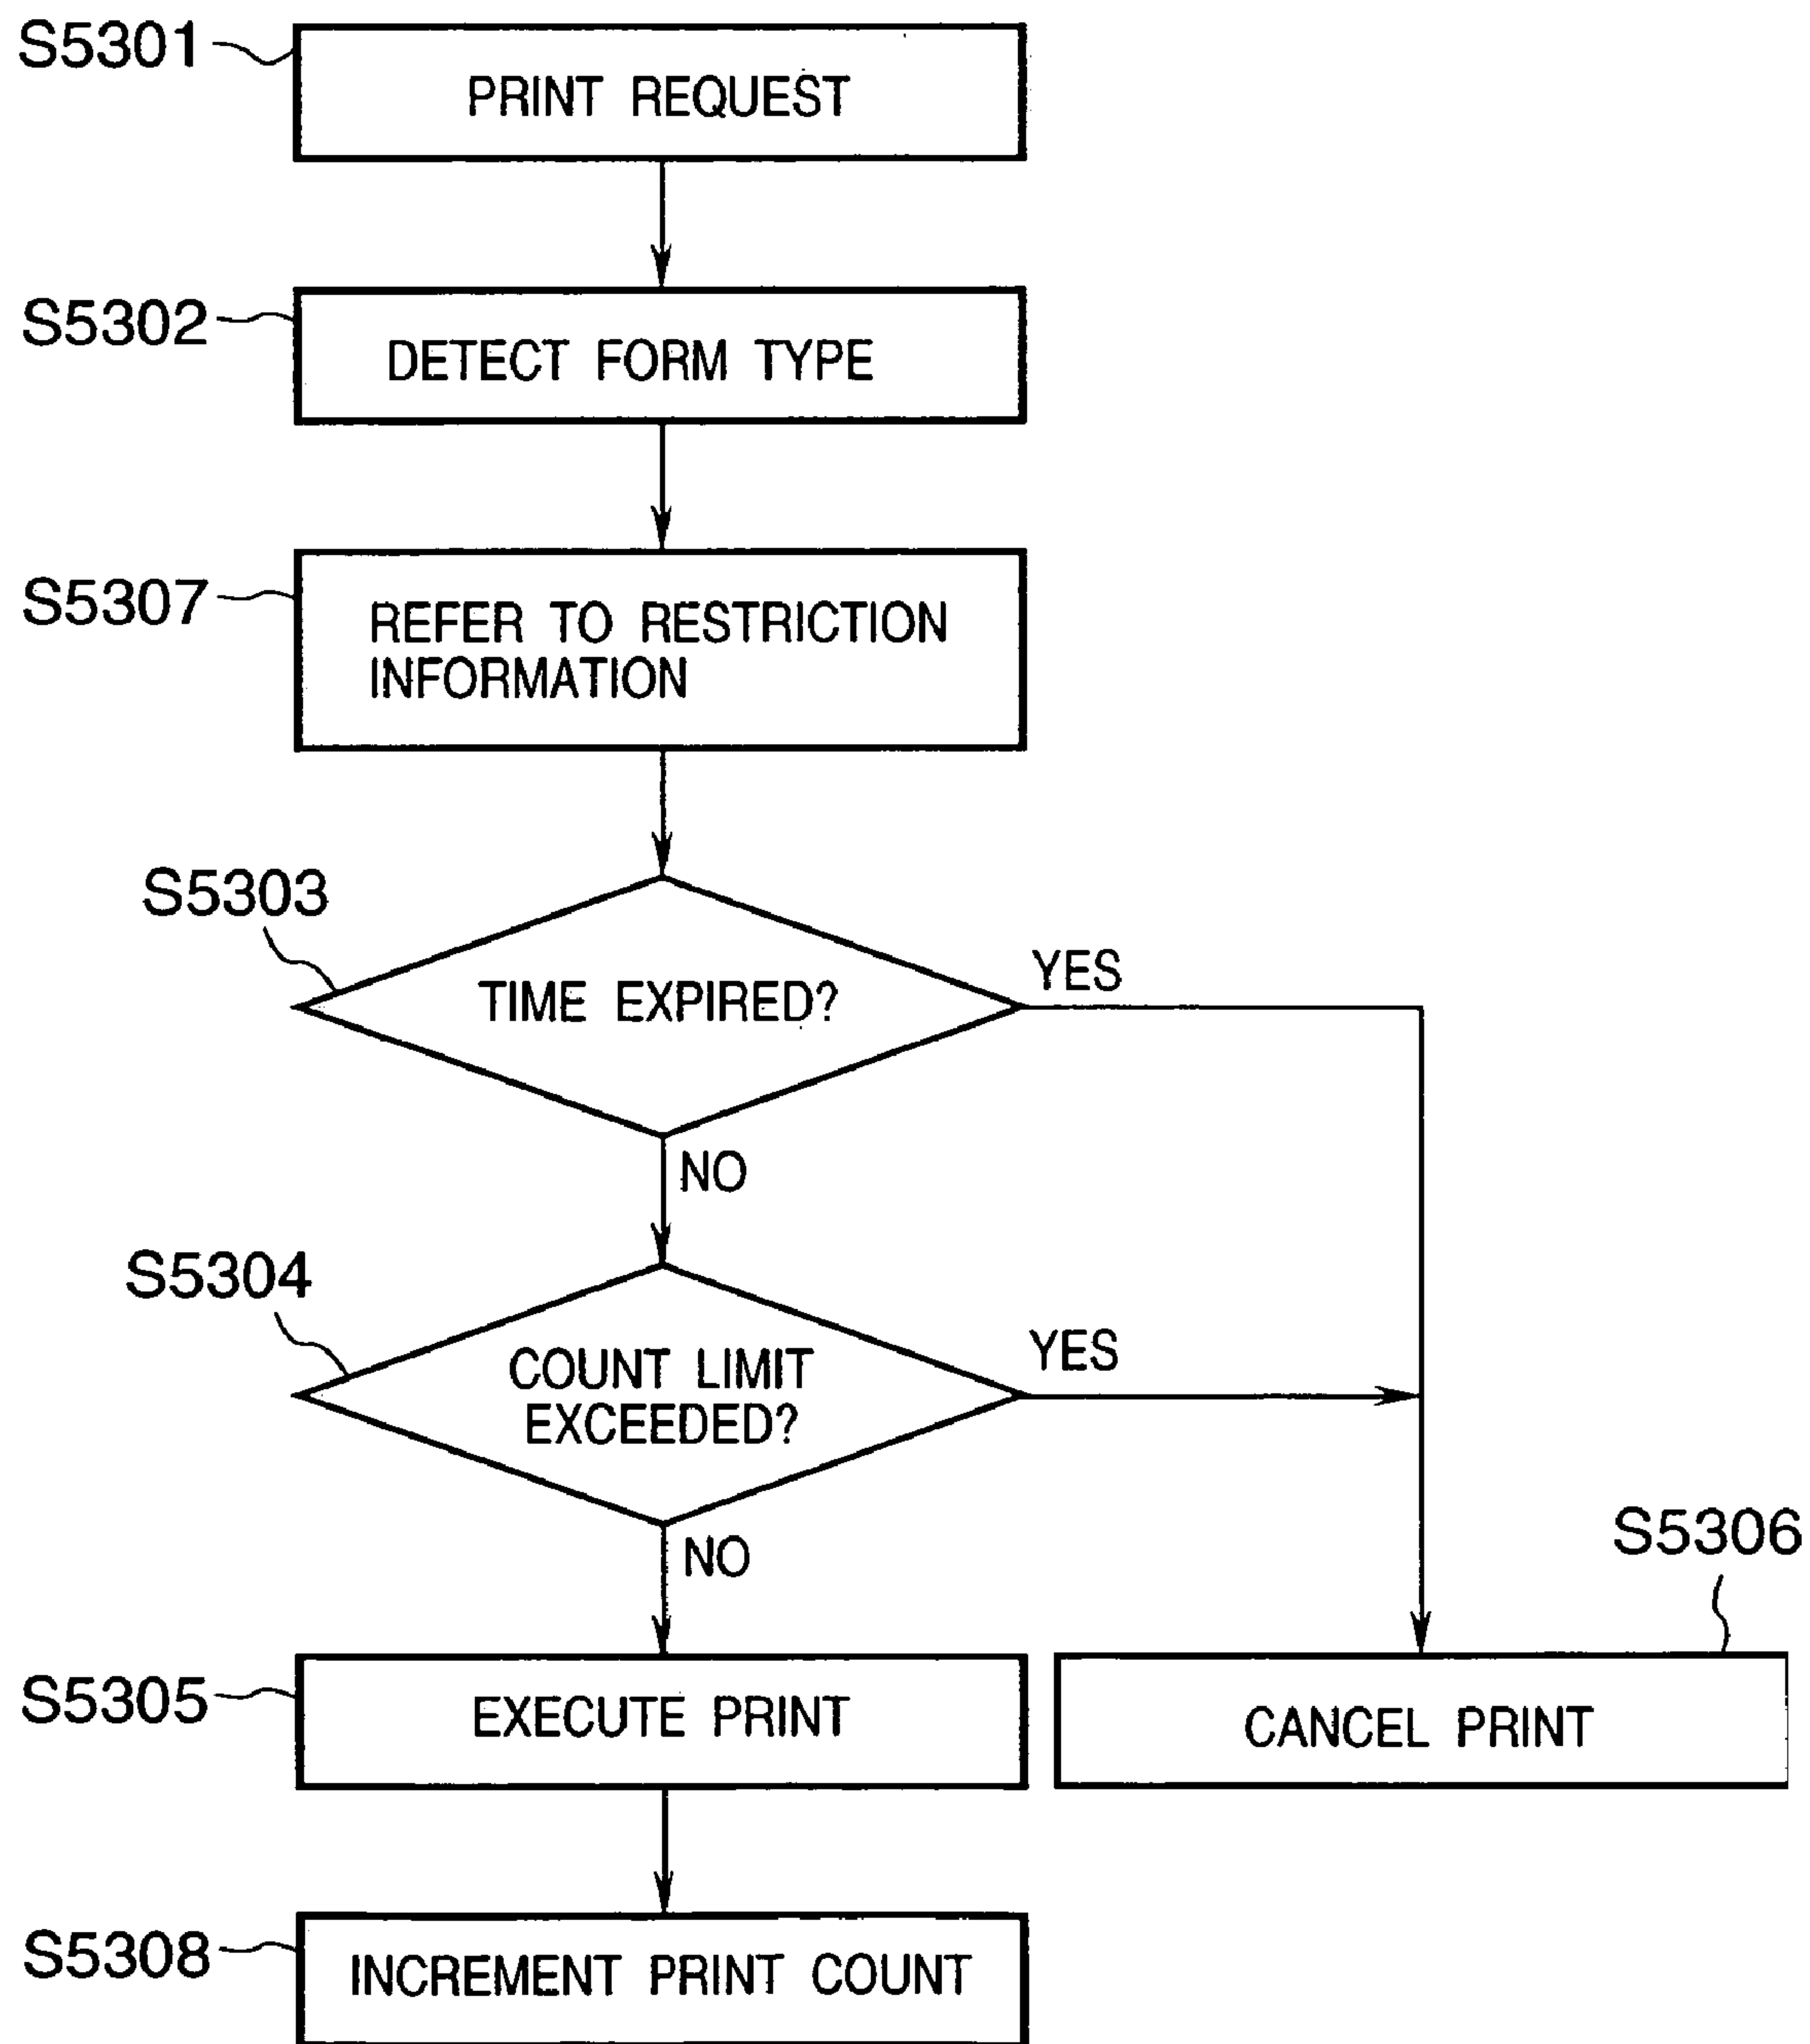 S5301
PRINT REQUEST
S5302
DETECT FORM TYPE
S5307
REFER TO RESTRICTION
INFORMATION
S5303
TIME EXPIRED?
YES
NO
S5304
COUNT LIMIT
EXCEEDED?
YES
NO
S5305
EXECUTE PRINT
S5306
CANCEL PRINT
S5308
INCREMENT PRINT COUNT